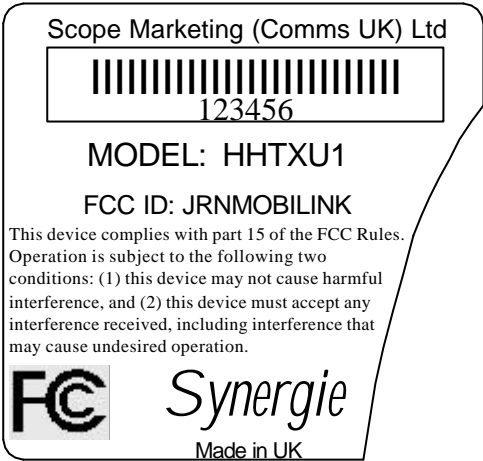 Scope Marketing (Comms UK) Ltd
123456
MODEL: HHTXU1
FCC ID: JRNMOBILINK
This device complies with part 15 of the FCC Rules.
Operation is subject to the following two
conditions: (1) this device may not cause harmful
interference, and (2) this device must accept any
interference received, including interference that
may cause undesired operation.
FC Synergie
Made in UK